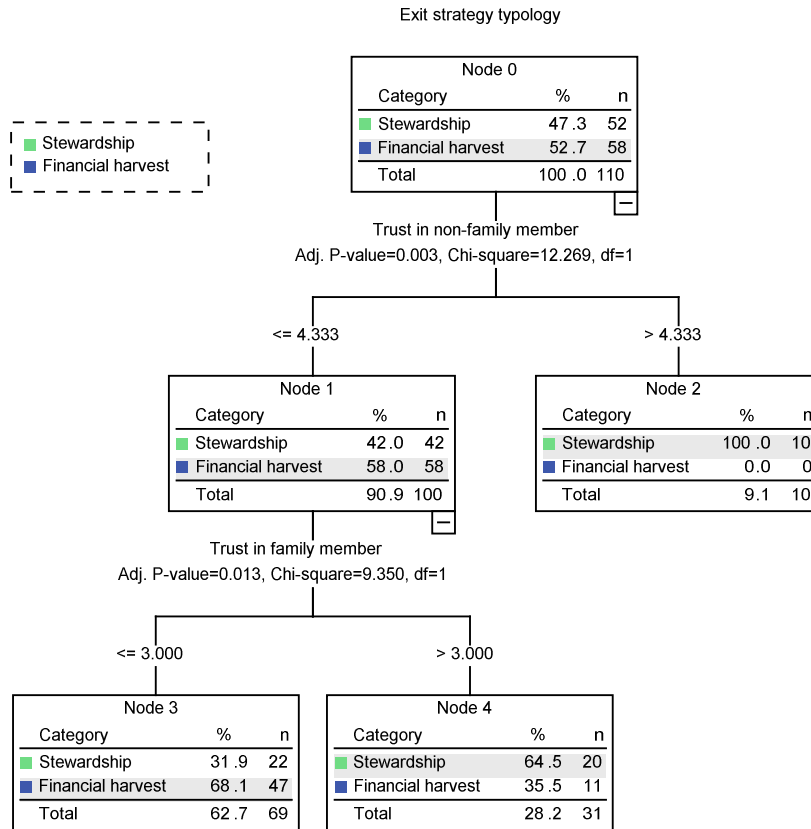 Exit strategy typology
Stewardship
Financial harvest
Node 0
Category % n
Stewardship 47.3 52
Financial harvest 52.7 58
Total 100.0 110
Trust in non-family member
Adj. P-value=0.003, Chi-square=12.269, df=1
<= 4.333
> 4.333
Node 1
Category % n
Stewardship 42.0 42
Financial harvest 58.0 58
Total 90.9 100
Node 2
Category % n
Stewardship 100.0 10
Financial harvest 0.0 0
Total 9.1 10
Trust in family member
Adj. P-value=0.013, Chi-square=9.350, df=1
<= 3.000
> 3.000
Node 3
Category % n
Stewardship 31.9 22
Financial harvest 68.1 47
Total 62.7 69
Node 4
Category % n
Stewardship 64.5 20
Financial harvest 35.5 11
Total 28.2 31